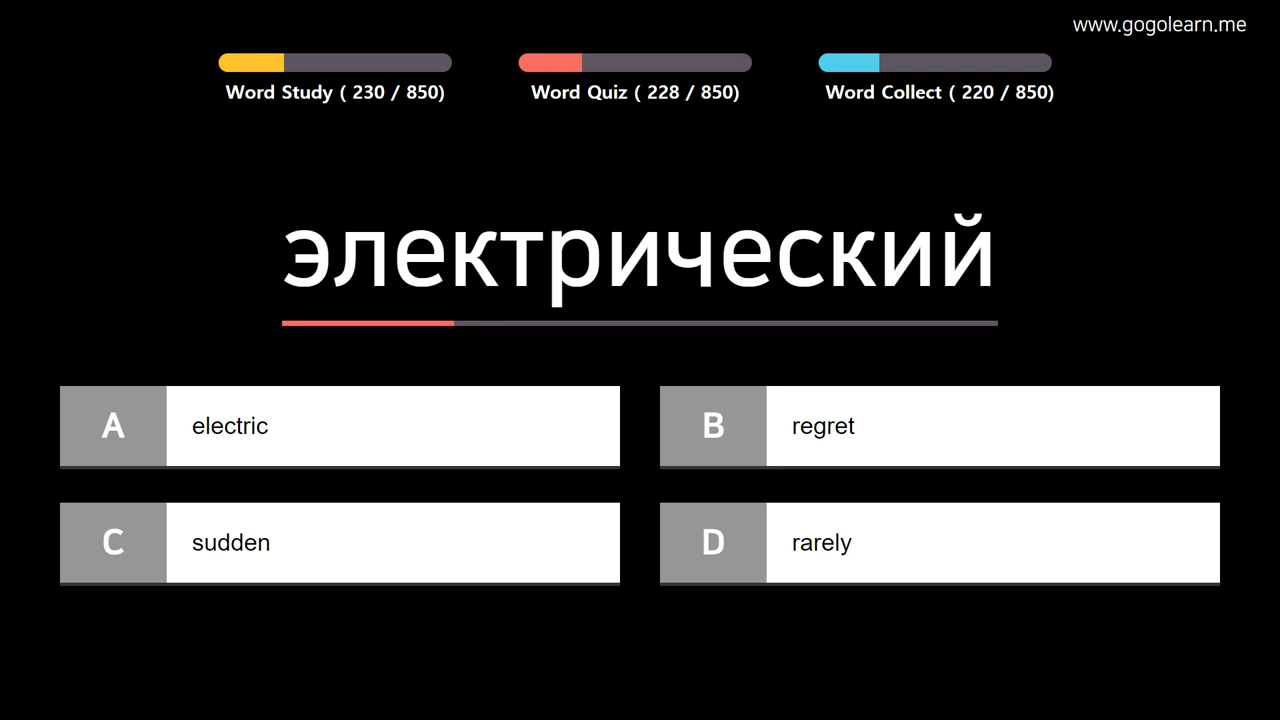 www.gogolearn.me
Word Study ( 230 / 850)
Word Quiz ( 228 / 850)
Word Collect ( 220 / 850)
электрический
A electric
B regret
C sudden
D rarely